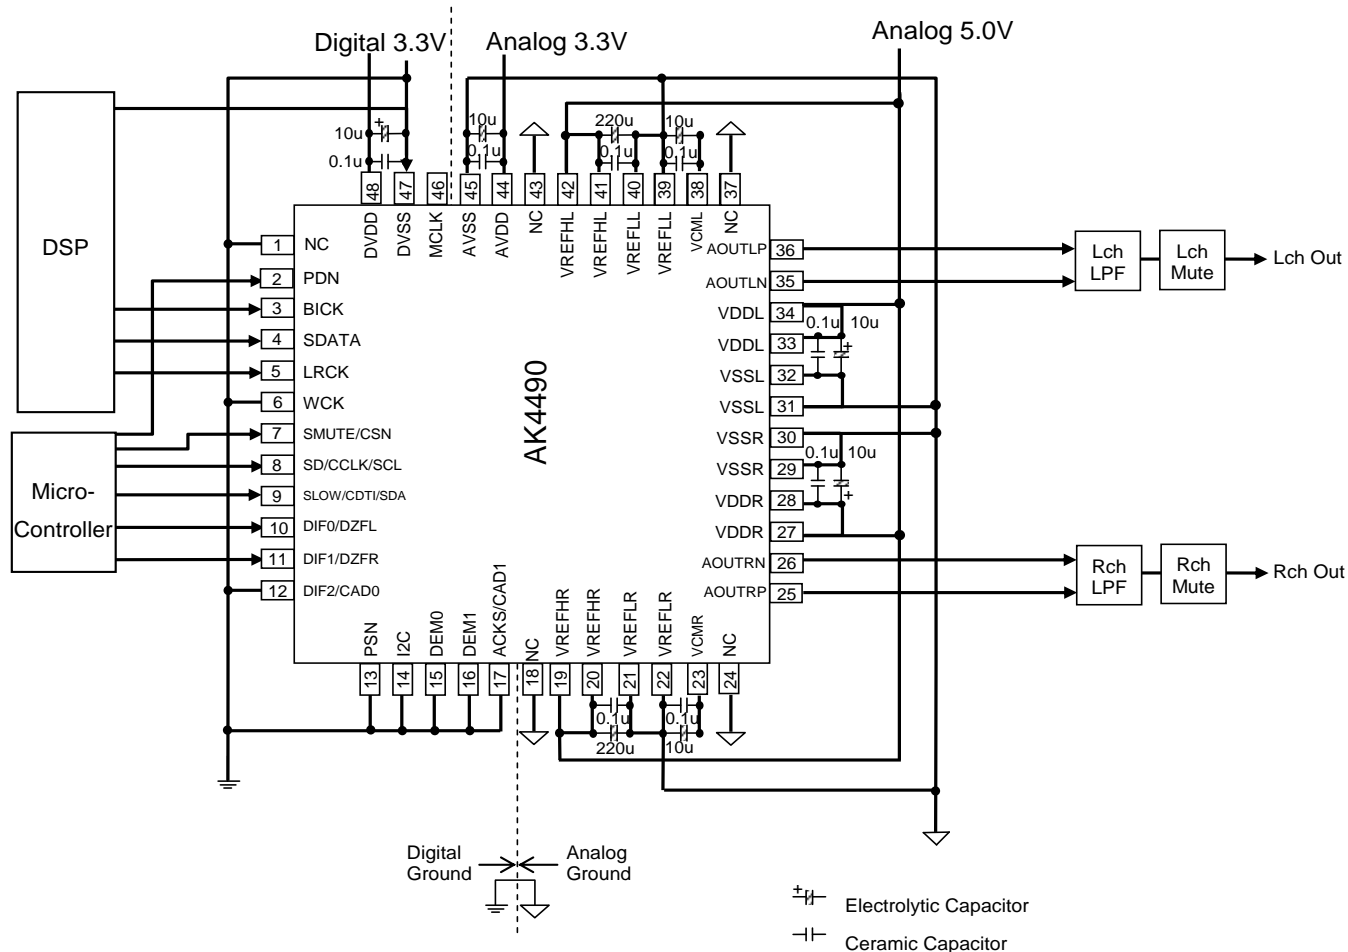 Digital 3.3V
Analog 3.3V
Analog 5.0V
DSP
Micro-
Controller
10u
+
0.1u
10u
0.1u
220u
0.1u
10u
0.1u
48
47
46
45
44
43
42
41
40
39
38
37
DVDD
DVSS
MCLK
AVSS
AVDD
NC
VREFHL
VREFHL
VREFLL
VREFLL
VCML
NC
1 NC
2 PDN
3 BICK
4 SDATA
5 LRCK
6 WCK
7 SMUTE/CSN
8 SD/CCLK/SCL
9 SLOW/CDTI/SDA
10 DIF0/DZFL
11 DIF1/DZFR
12 DIF2/CAD0
AK4490
AOUTLP 36
AOUTLN 35
VDDL 34
VDDL 33
VSSL 32
VSSL 31
VSSR 30
VSSR 29
VDDR 28
VDDR 27
AOUTRN 26
AOUTRP 25
0.1u 10u
+
0.1u 10u
+
Lch
LPF
Lch
Mute
Lch Out
Rch
LPF
Rch
Mute
Rch Out
PSN
I2C
DEM0
DEM1
ACKS/CAD1
NC
VREFHR
VREFHR
VREFLR
VREFLR
VCMR
NC
13
14
15
16
17
18
19
20
21
22
23
24
0.1u
220u
0.1u
10u
Digital
Ground
Analog
Ground
+
Electrolytic Capacitor
Ceramic Capacitor